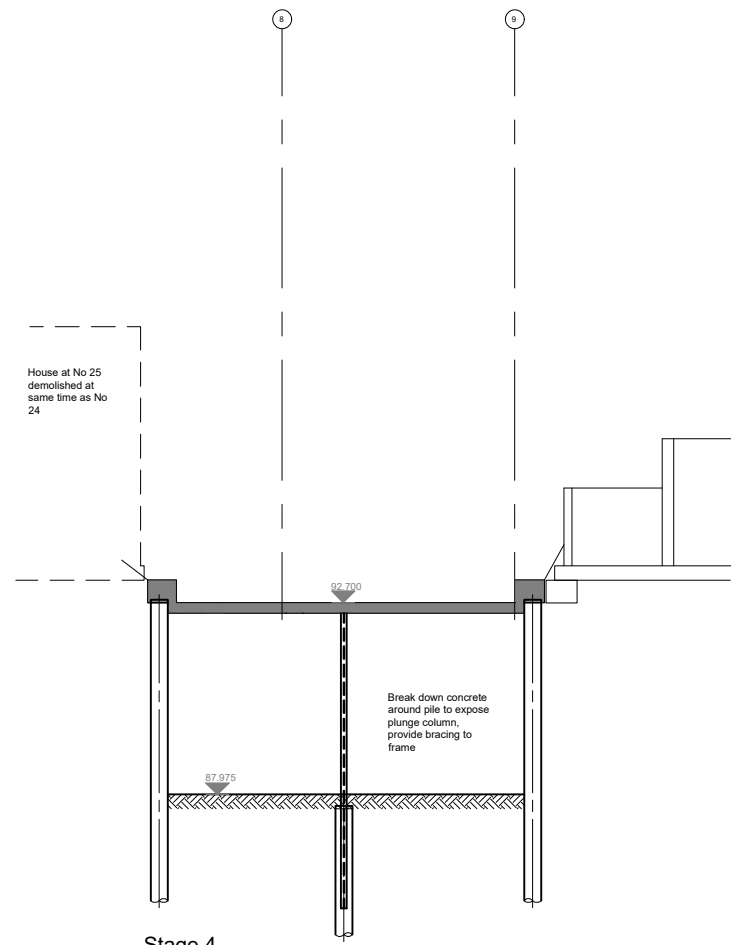 8
9
House at No 25
demolished at
same time as No
24
92.700
Break down concrete
around pile to expose
plunge column,
provide bracing to
frame
87.975
Stage 4